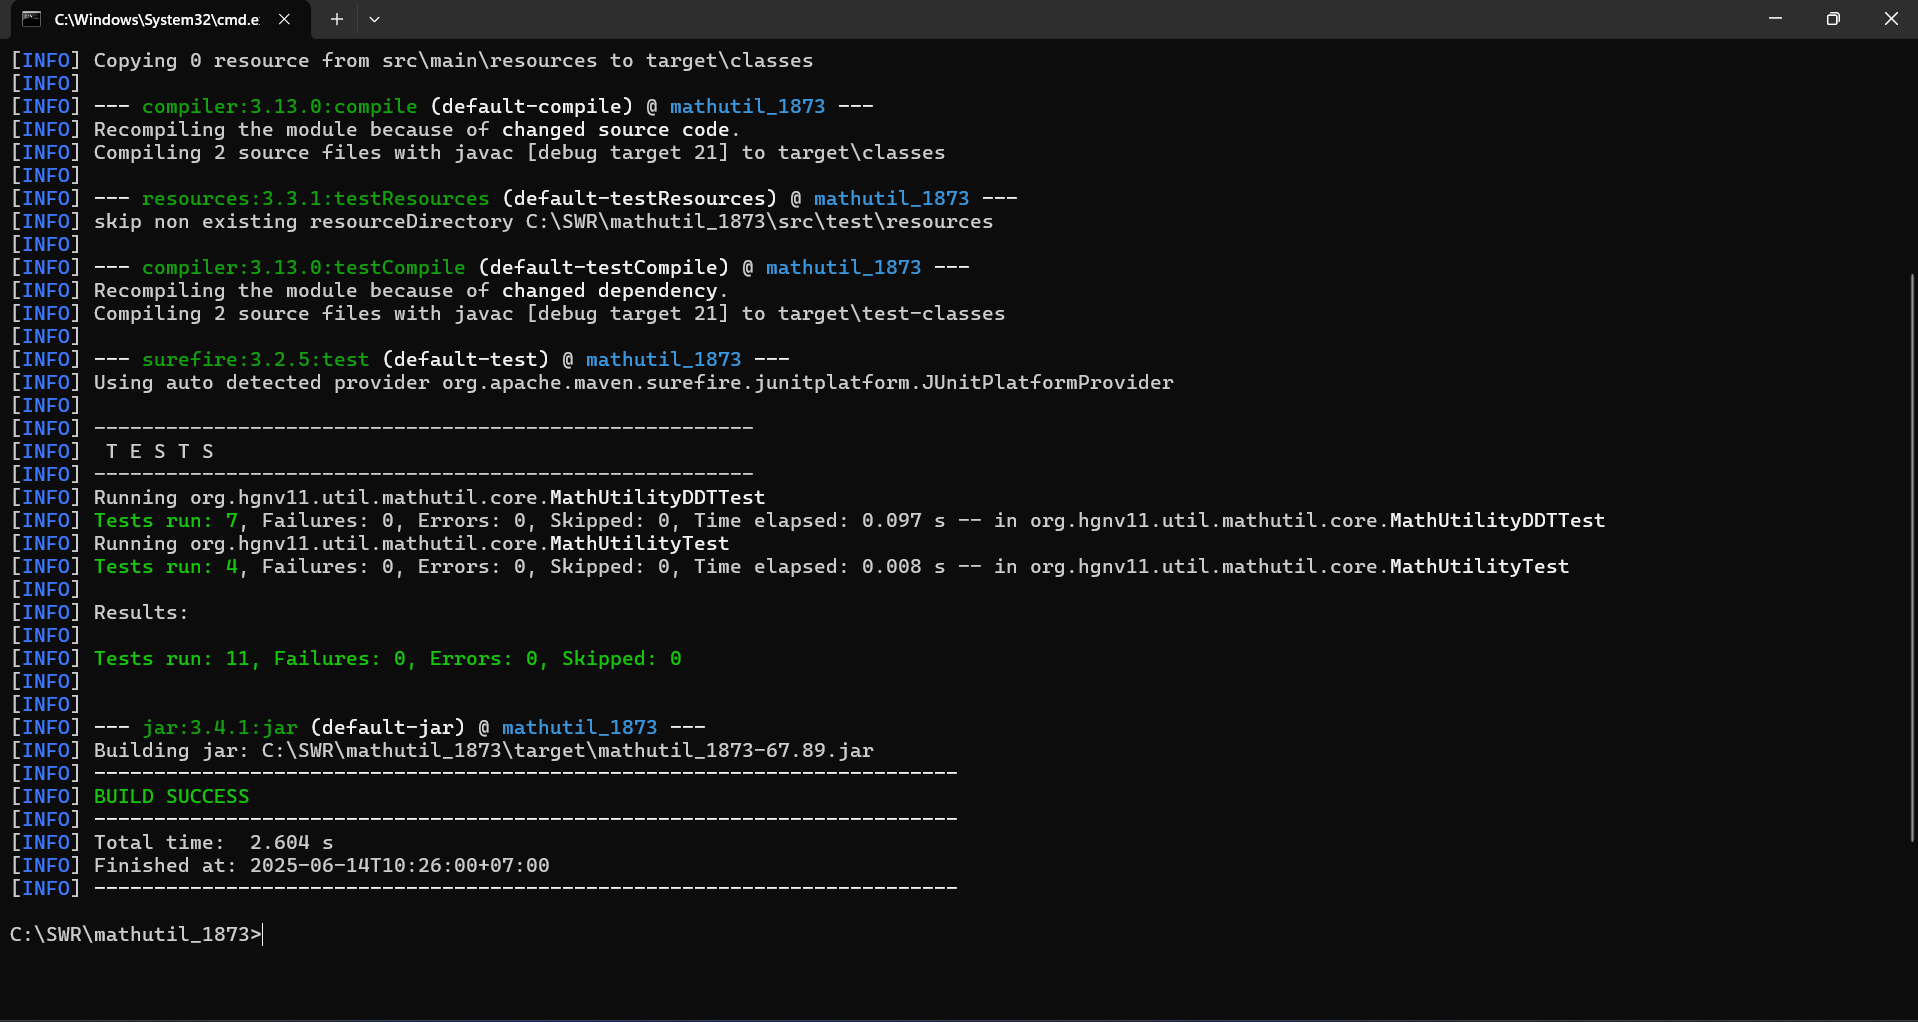 C:\Windows\System32\cmd.e
[INFO] Copying 0 resource from src\main\resources to target\classes
[INFO]
[INFO] --- compiler:3.13.0:compile (default-compile) @ mathutil_1873 ---
[INFO] Recompiling the module because of changed source code.
[INFO] Compiling 2 source files with javac [debug target 21] to target\classes
[INFO]
[INFO] --- resources:3.3.1:testResources (default-testResources) @ mathutil_1873 ---
[INFO] skip non existing resourceDirectory C:\SWR\mathutil_1873\src\test\resources
[INFO]
[INFO] --- compiler:3.13.0:testCompile (default-testCompile) @ mathutil_1873 ---
[INFO] Recompiling the module because of changed dependency.
[INFO] Compiling 2 source files with javac [debug target 21] to target\test-classes
[INFO]
[INFO] --- surefire:3.2.5:test (default-test) @ mathutil_1873 ---
[INFO] Using auto detected provider org.apache.maven.surefire.junitplatform.JUnitPlatformProvider
[INFO]
[INFO] -------------------------------------------------------
[INFO]  T E S T S
[INFO] -------------------------------------------------------
[INFO] Running org.hgnv11.util.mathutil.core.MathUtilityDDTTest
[INFO] Tests run: 7, Failures: 0, Errors: 0, Skipped: 0, Time elapsed: 0.097 s -- in org.hgnv11.util.mathutil.core.MathUtilityDDTTest
[INFO] Running org.hgnv11.util.mathutil.core.MathUtilityTest
[INFO] Tests run: 4, Failures: 0, Errors: 0, Skipped: 0, Time elapsed: 0.008 s -- in org.hgnv11.util.mathutil.core.MathUtilityTest
[INFO]
[INFO] Results:
[INFO]
[INFO] Tests run: 11, Failures: 0, Errors: 0, Skipped: 0
[INFO]
[INFO]
[INFO] --- jar:3.4.1:jar (default-jar) @ mathutil_1873 ---
[INFO] Building jar: C:\SWR\mathutil_1873\target\mathutil_1873-67.89.jar
[INFO] ------------------------------------------------------------------------
[INFO] BUILD SUCCESS
[INFO] ------------------------------------------------------------------------
[INFO] Total time:  2.604 s
[INFO] Finished at: 2025-06-14T10:26:00+07:00
[INFO] ------------------------------------------------------------------------
C:\SWR\mathutil_1873>